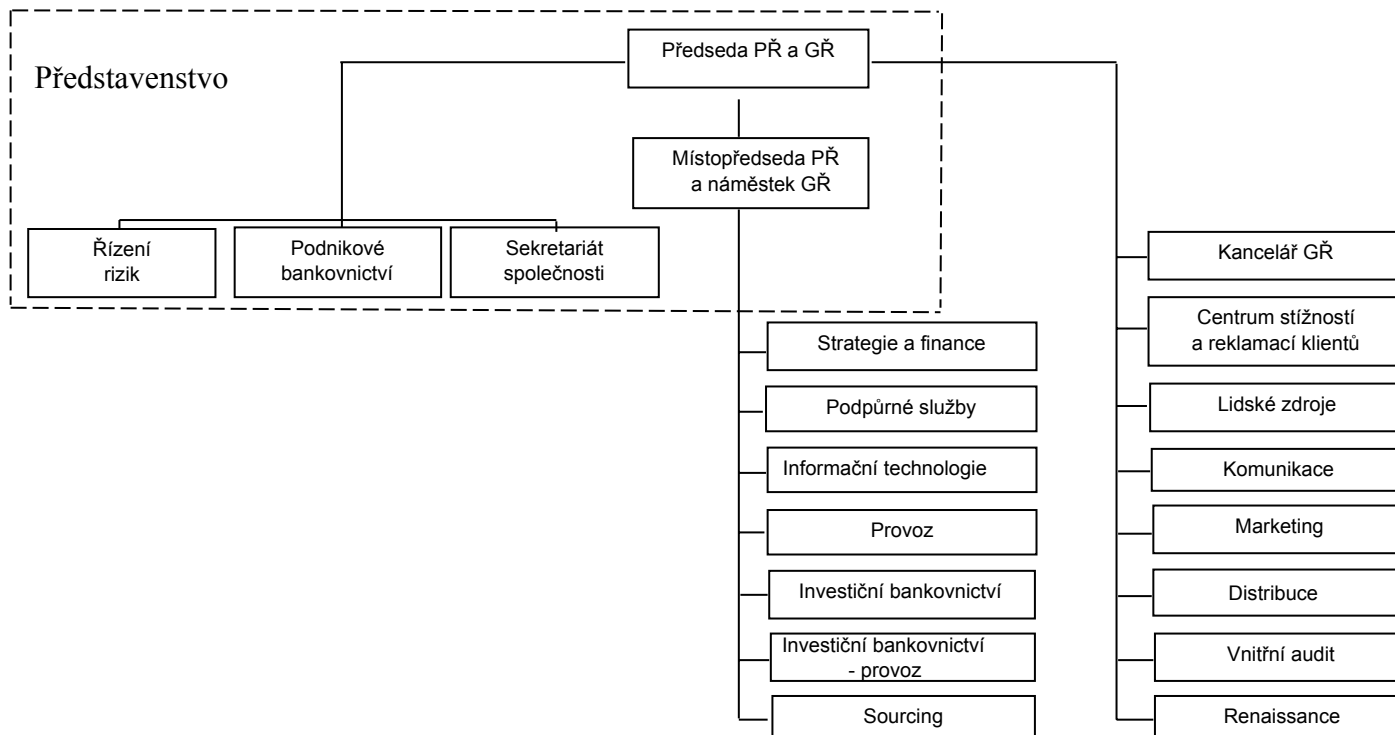 Předseda PŘ a GŘ
Představenstvo
Místopředseda PŘ
a náměstek GŘ
Řízení
rizik
Podnikové
bankovnictví
Sekretariát
společnosti
Strategie a finance
Podpůrné služby
Informační technologie
Provoz
Investiční bankovnictví
Investiční bankovnictví
- provoz
Sourcing
Kancelář GŘ
Centrum stížností
a reklamací klientů
Lidské zdroje
Komunikace
Marketing
Distribuce
Vnitřní audit
Renaissance